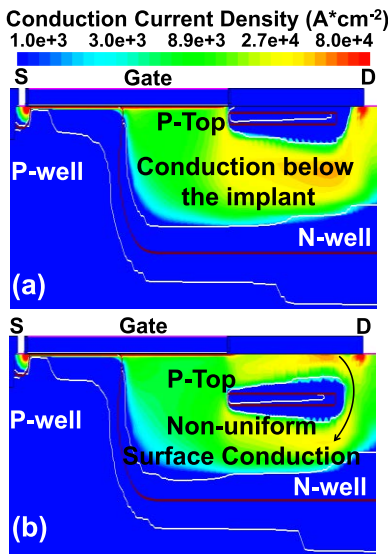 Conduction Current Density (A*cm-2)
1.0e+3 3.0e+3 8.9e+3 2.7e+4 8.0e+4
S Gate D
P-Top
P-well
Conduction below
the implant
N-well
(a)
S Gate D
P-Top
P-well
Non-uniform
Surface Conduction
N-well
(b)